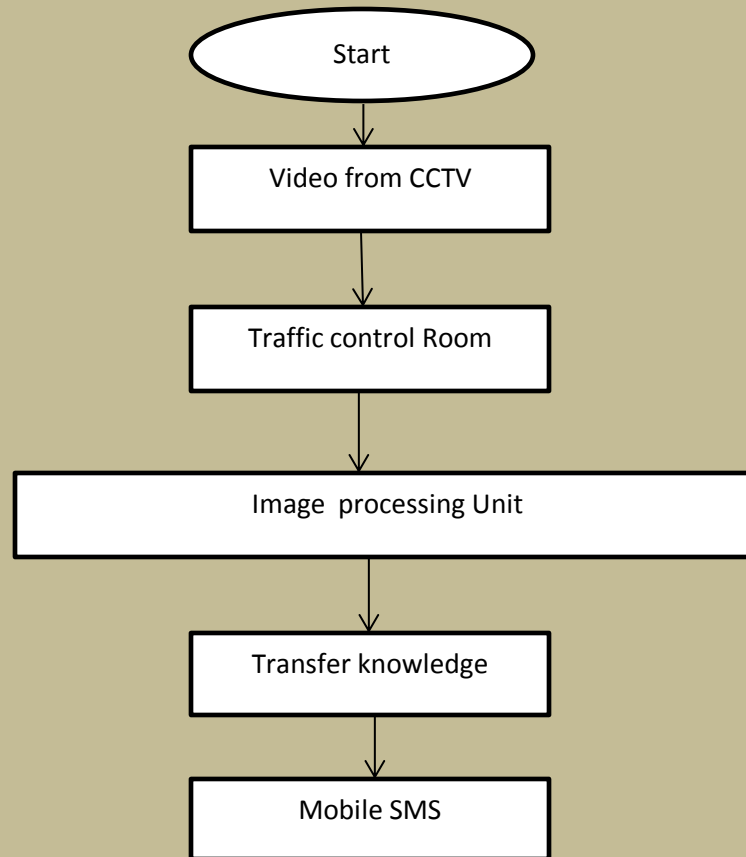 Start
Video from CCTV
Traffic control Room
Image  processing Unit
Transfer knowledge
Mobile SMS